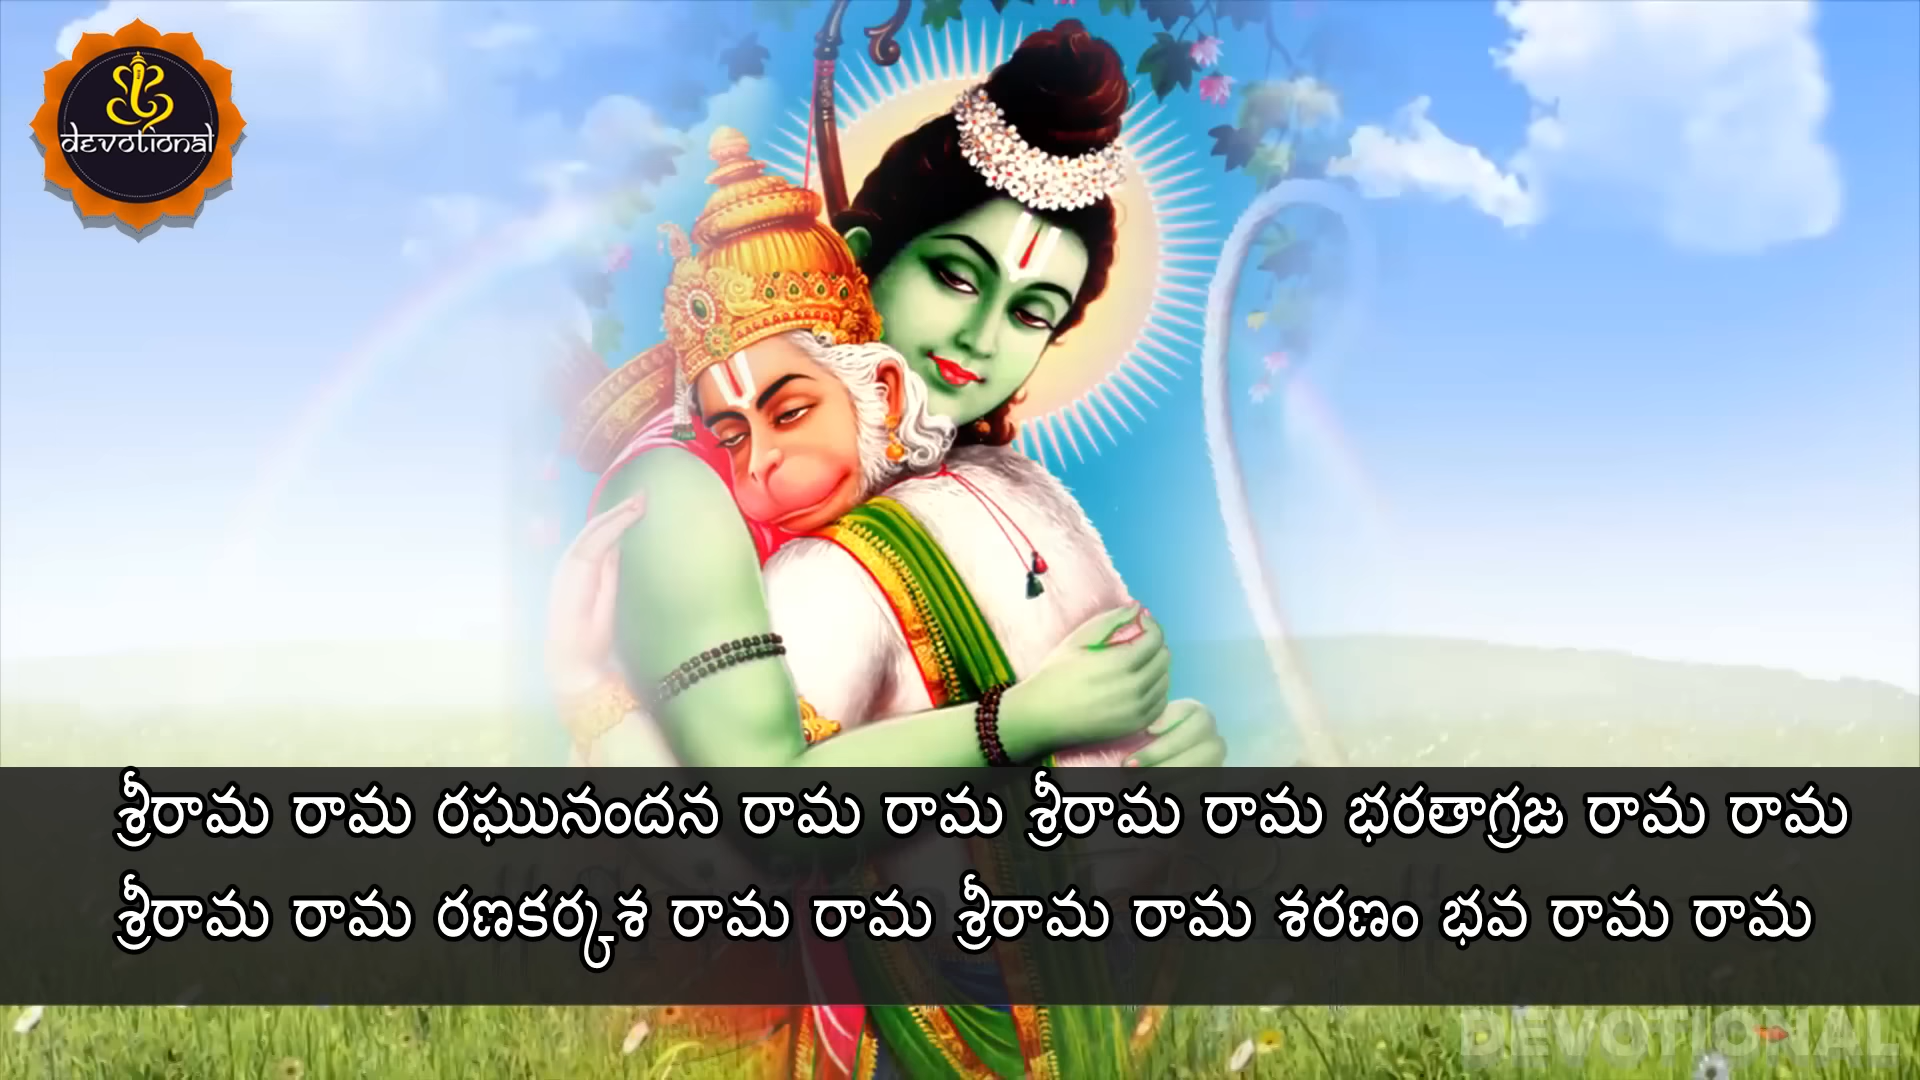 devotional
శ్రీరామ రామ రఘునందన రామ రామ శ్రీరామ రామ భరతాగ్రజ రామ రామ
శ్రీరామ రామ రణకర్కశ రామ రామ శ్రీరామ రామ శరణం భవ రామ రామ
DEVOTIONAL